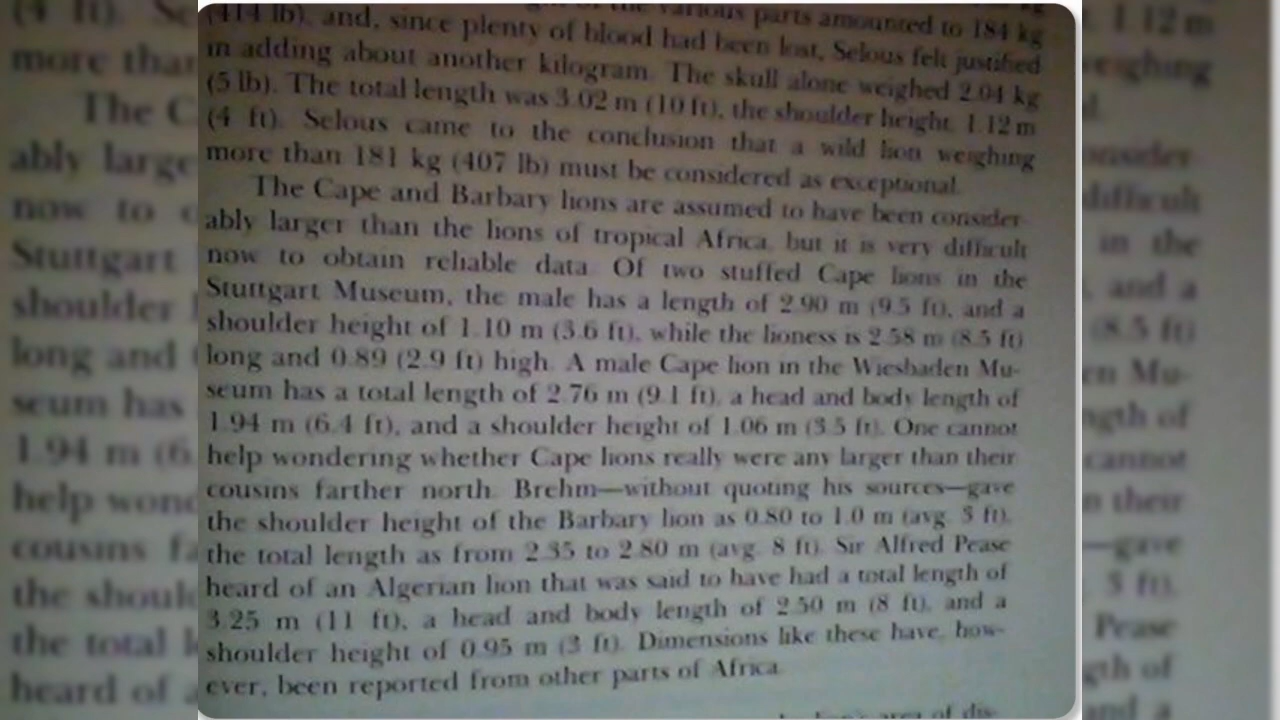 of the various parts amounted to 184 kg
(414 lb), and, since plenty of blood had been lost, Selous felt justified
in adding about another kilogram. The skull alone weighed 2.04 kg
(5 lb). The total length was 3.02 m (10 ft), the shoulder height, 1.12 m
(4 ft). Selous came to the conclusion that a wild lion weighing
more than 181 kg (407 lb) must be considered as exceptional.
The Cape and Barbary lions are assumed to have been consider-
ably larger than the lions of tropical Africa, but it is very difficult
now to obtain reliable data. Of two stuffed Cape lions in the
Stuttgart Museum, the male has a length of 2.90 m (9.5 ft), and a
shoulder height of 1.10 m (3.6 ft), while the lioness is 2.58 m (8.5 ft)
long and 0.89 (2.9 ft) high. A male Cape lion in the Wiesbaden Mu-
seum has a total length of 2.76 m (9.1 ft), a head and body length of
1.94 m (6.4 ft), and a shoulder height of 1.06 m (3.5 ft). One cannot
help wondering whether Cape lions really were any larger than their
cousins farther north. Brehm—without quoting his sources—gave
the shoulder height of the Barbary lion as 0.80 to 1.0 m (avg. 3 ft),
the total length as from 2.35 to 2.80 m (avg. 8 ft). Sir Alfred Pease
heard of an Algerian lion that was said to have had a total length of
3.25 m (11 ft), a head and body length of 2.50 m (8 ft), and a
shoulder height of 0.95 m (3 ft). Dimensions like these have, how-
ever, been reported from other parts of Africa.
area of dis-